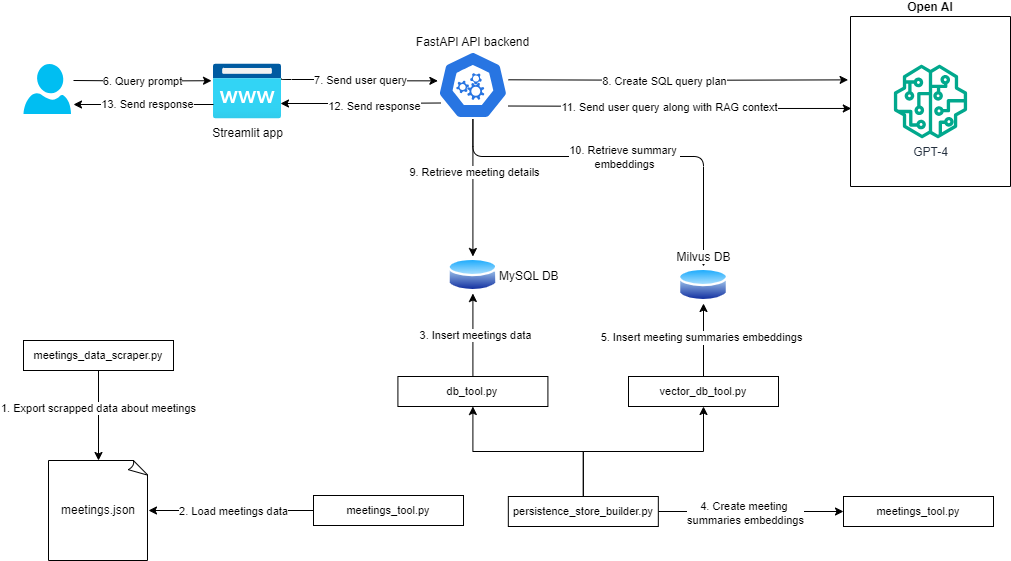 Open AI
FastAPI API backend
6. Query prompt
7. Send user query
8. Create SQL query plan
WWW
13. Send response
12. Send response
11. Send user query along with RAG context
Streamlit app
GPT-4
10. Retrieve summary
embeddings
9. Retrieve meeting details
Milvus DB
MySQL DB
3. Insert meetings data
5. Insert meeting summaries embeddings
meetings_data_scraper.py
db_tool.py
vector_db_tool.py
1. Export scrapped data about meetings
meetings.json
2. Load meetings data
meetings_tool.py
persistence_store_builder.py
4. Create meeting
summaries embeddings
meetings_tool.py